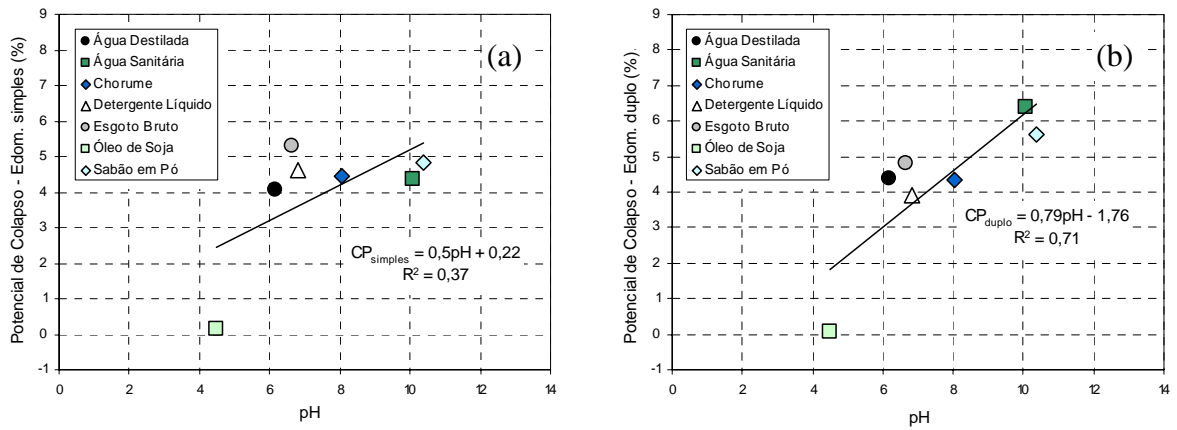 Potencial de Colapso - Edom. simples (%)
9
8
7
6
5
4
3
2
1
0
-1
Água Destilada
Água Sanitária
Chorume
Detergente Líquido
Esgoto Bruto
Óleo de Soja
Sabão em Pó
(a)
CPsimples = 0,5pH + 0,22
R² = 0,37
0 2 4 6 8 10 12 14
pH
Potencial de Colapso - Edom. duplo (%).
9
8
7
6
5
4
3
2
1
0
-1
Água Destilada
Água Sanitária
Chorume
Detergente Líquido
Esgoto Bruto
Óleo de Soja
Sabão em Pó
(b)
CPduplo = 0,79pH - 1,76
R² = 0,71
0 2 4 6 8 10 12 14
pH